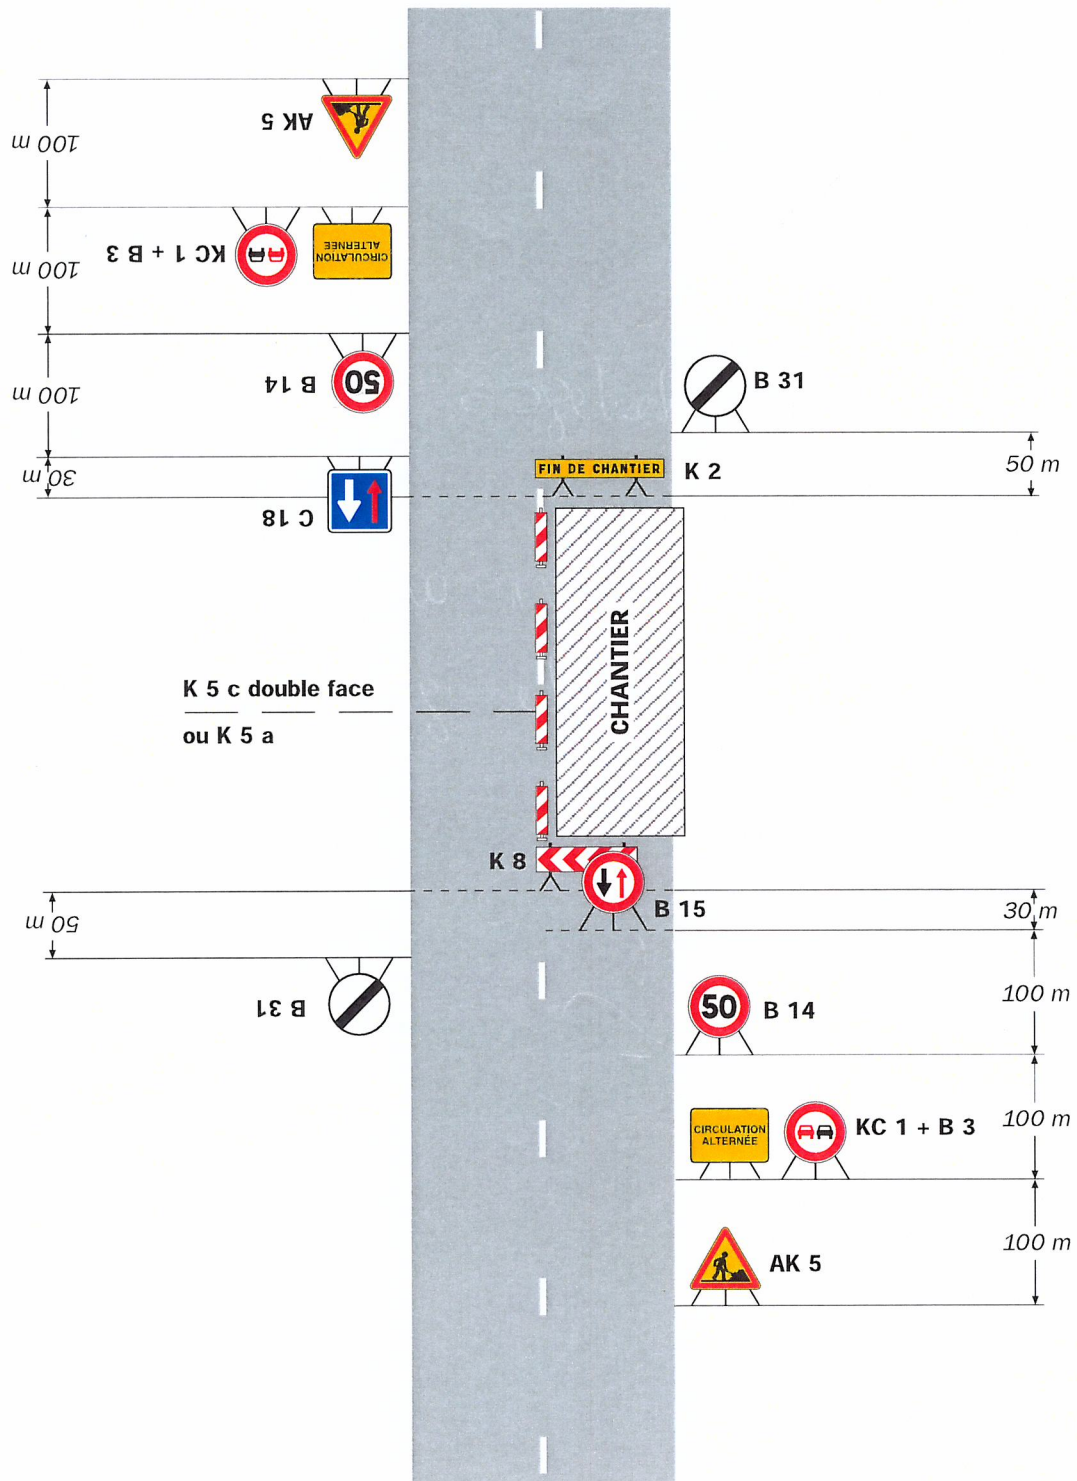 AK 5
100 m
KC 1 + B 3
CIRCULATION
ALTERNÉE
100 m
B 14
50
100 m
B 31
30 m
FIN DE CHANTIER
K 2
50 m
C 18
CHANTIER
K 5 c double face
ou K 5 a
K 8
B 15
50 m
30 m
B 31
50
B 14
100 m
CIRCULATION
ALTERNÉE
KC 1 + B 3
100 m
AK 5
100 m